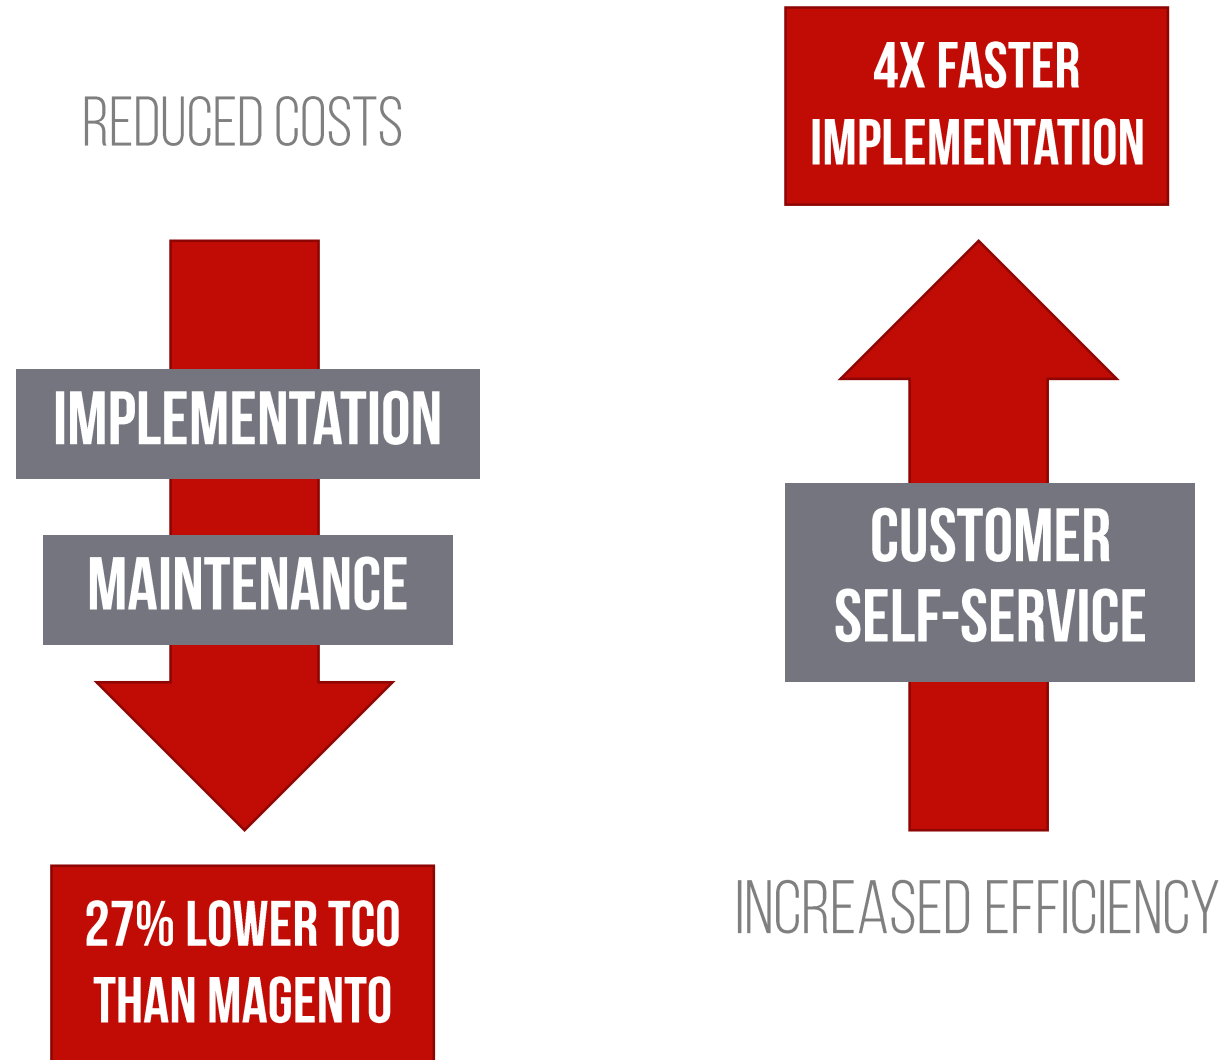 REDUCED COSTS
IMPLEMENTATION
MAINTENANCE
27% LOWER TCO
THAN MAGENTO
4X FASTER
IMPLEMENTATION
CUSTOMER
SELF-SERVICE
INCREASED EFFICIENCY